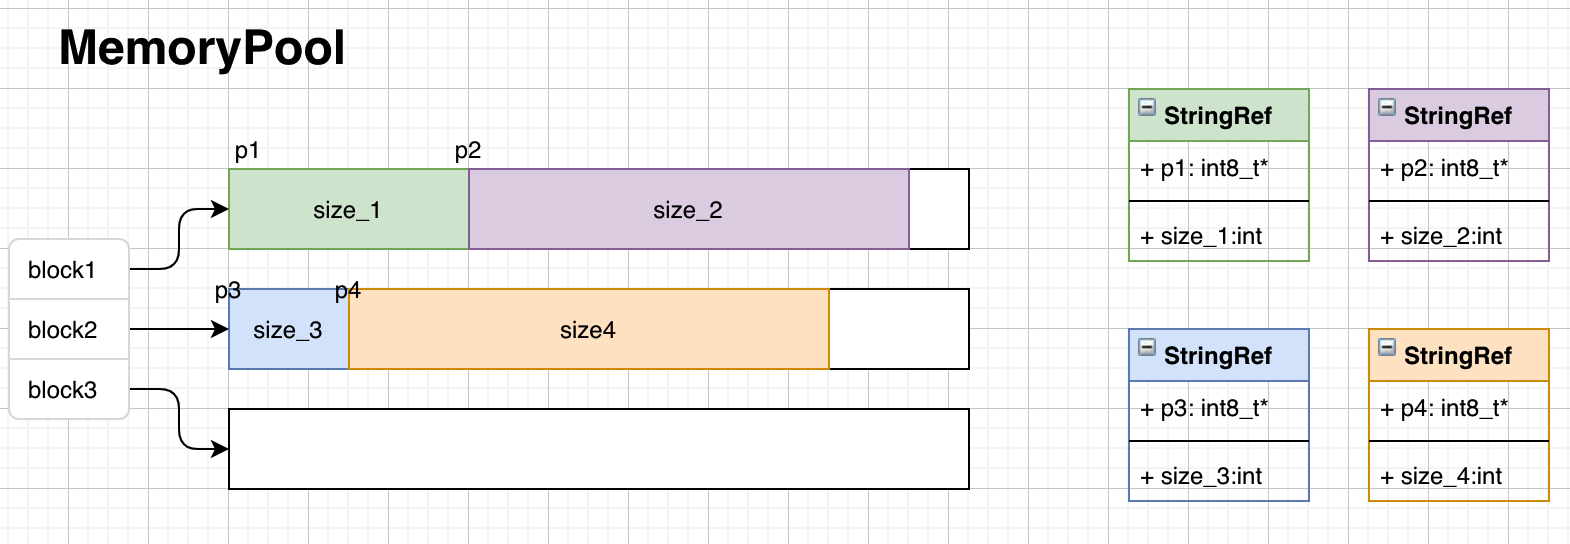 MemoryPool
p1
p2
size_1
size_2
block1
block2
block3
p3
p4
size_3
size4
StringRef
+ p1: int8_t*
+ size_1:int
StringRef
+ p2: int8_t*
+ size_2:int
StringRef
+ p3: int8_t*
+ size_3:int
StringRef
+ p4: int8_t*
+ size_4:int